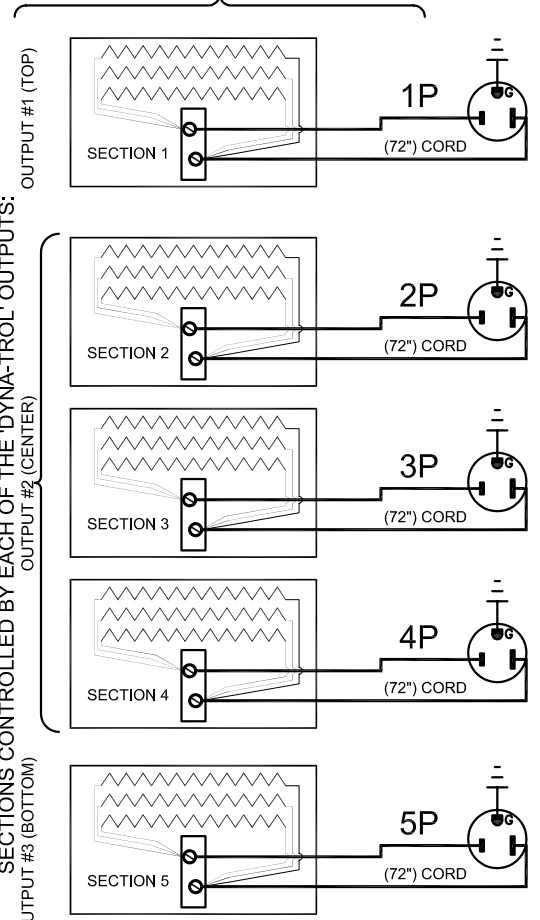 SECTIONS CONTROLLED BY EACH OF THE 'DYNA-TROL' OUTPUTS:
OUTPUT #1 (TOP)
SECTION 1
1P
(72") CORD
G
OUTPUT #2 (CENTER)
SECTION 2
2P
(72") CORD
G
SECTION 3
3P
(72") CORD
G
SECTION 4
4P
(72") CORD
G
OUTPUT #3 (BOTTOM)
SECTION 5
5P
(72") CORD
G